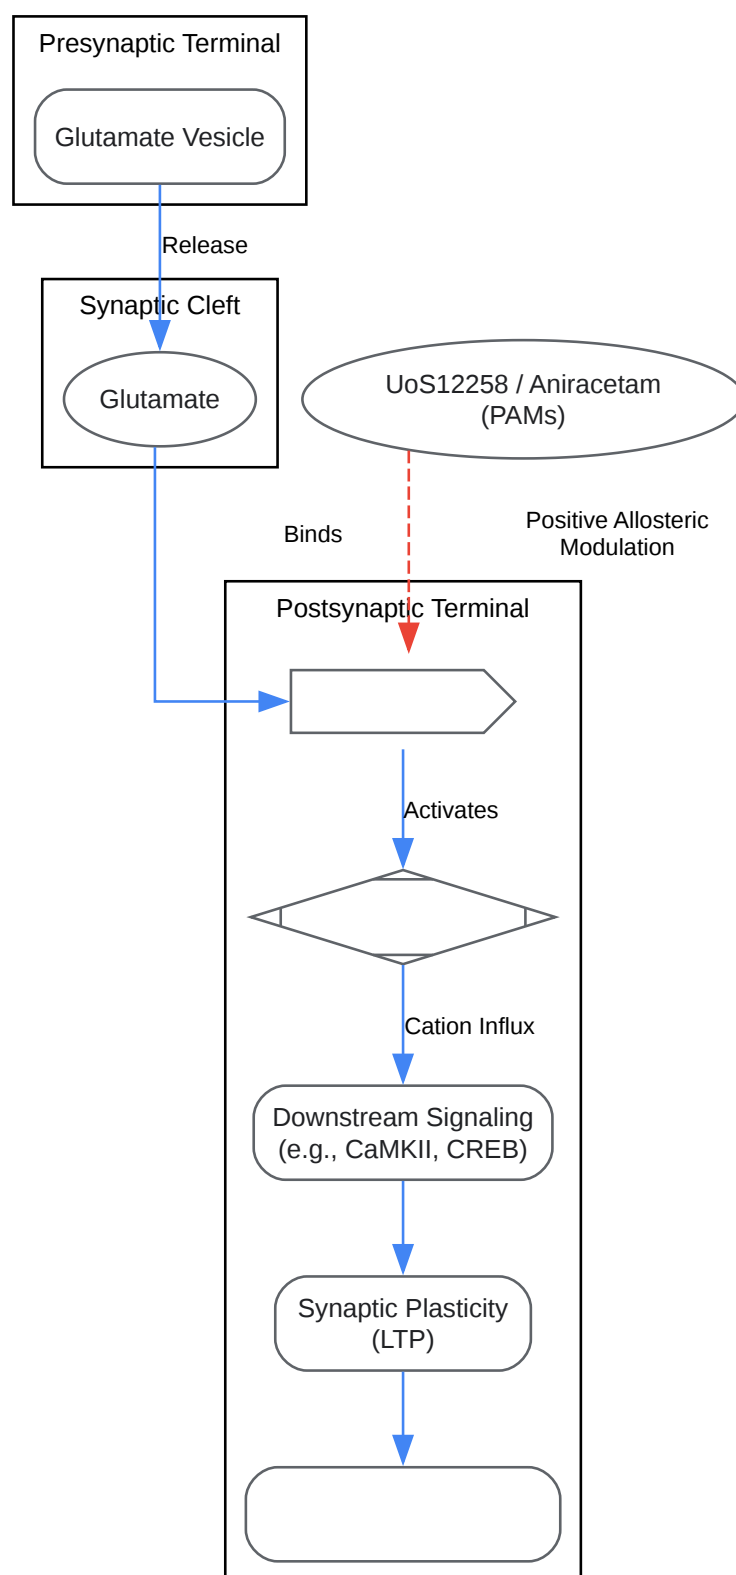 Presynaptic Terminal
Glutamate Vesicle
Release
Synaptic Cleft
Glutamate
UoS12258 / Aniracetam
(PAMs)
Binds
Positive Allosteric
Modulation
Postsynaptic Terminal
Activates
Cation Influx
Downstream Signaling
(e.g., CaMKII, CREB)
Synaptic Plasticity
(LTP)